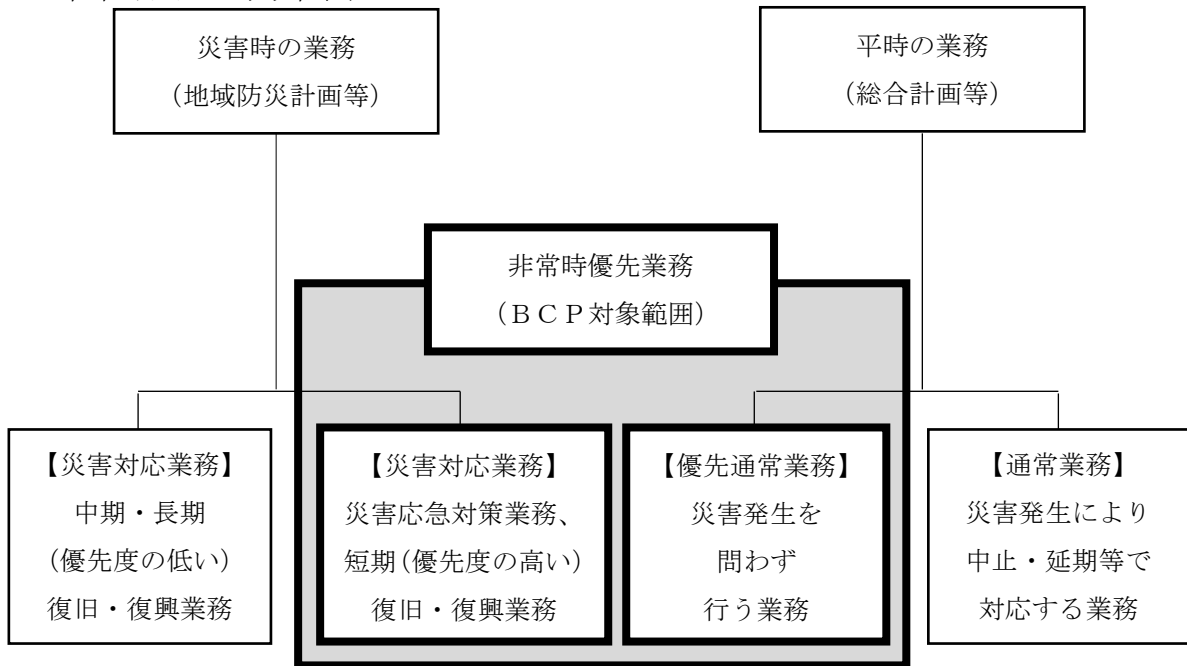 災害時の業務
（地域防災計画等）
平時の業務
（総合計画等）
非常時優先業務
（ＢＣＰ対象範囲）
【災害対応業務】
中期・長期
(優先度の低い)
復旧・復興業務
【災害対応業務】
災害応急対策業務、
短期(優先度の高い)
復旧・復興業務
【優先通常業務】
災害発生を
問わず
行う業務
【通常業務】
災害発生により
中止・延期等で
対応する業務